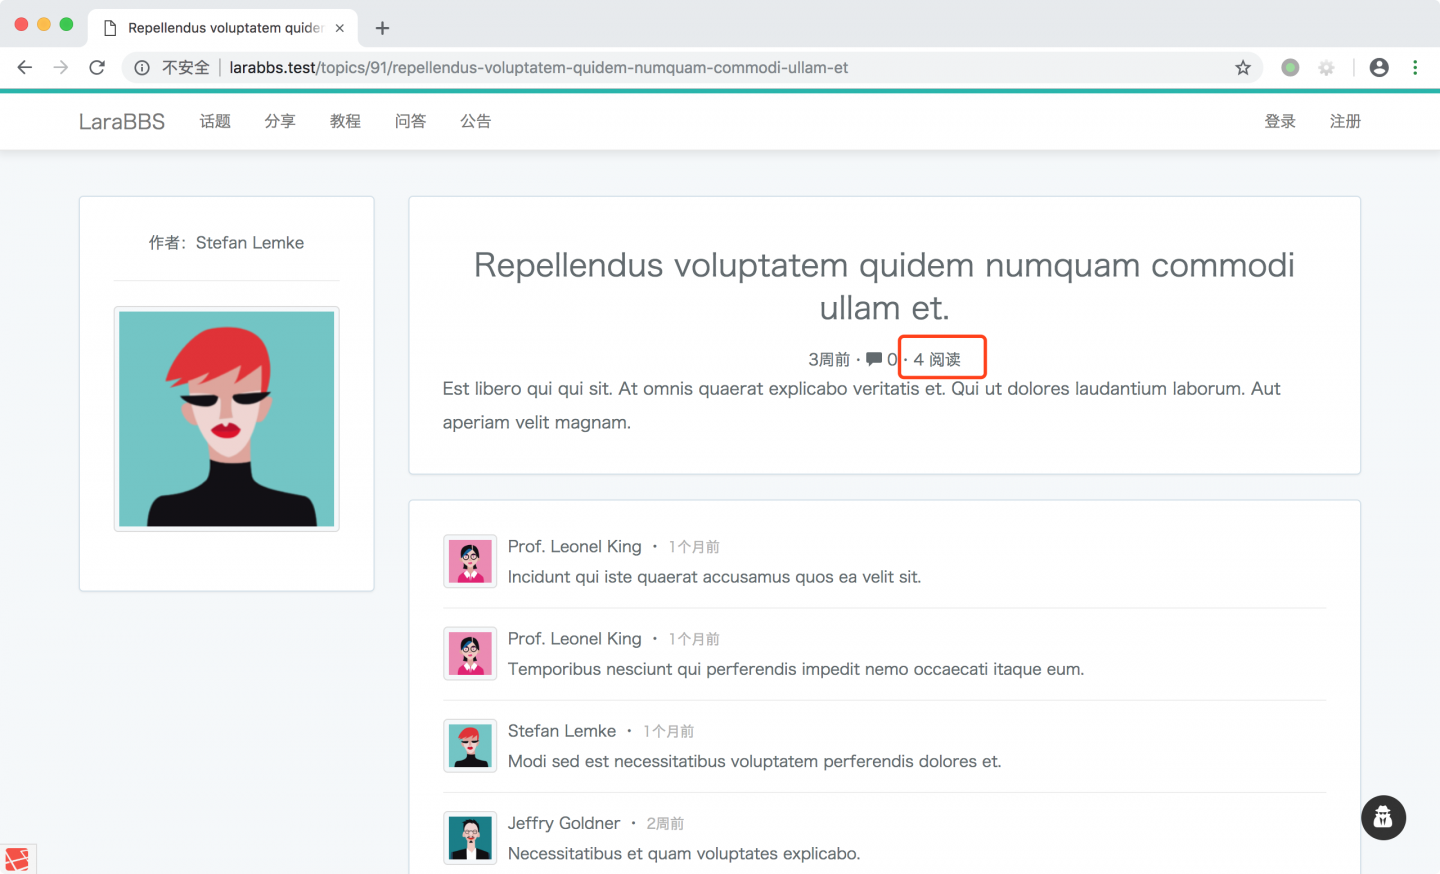 Repellendus voluptatem quider
不安全 larabbs.test/topics/91/repellendus-voluptatem-quidem-numquam-commodi-ullam-et
LaraBBS 话题 分享 教程 问答 公告 登录 注册
作者：Stefan Lemke
Repellendus voluptatem quidem numquam commodi
ullam et.
3周前 · 0 · 4 阅读
Est libero qui qui sit. At omnis quaerat explicabo veritatis et. Qui ut dolores laudantium laborum. Aut
aperiam velit magnam.
Prof. Leonel King · 1个月前
Incidunt qui iste quaerat accusamus quos ea velit sit.
Prof. Leonel King · 1个月前
Temporibus nesciunt qui perferendis impedit nemo occaecati itaque eum.
Stefan Lemke · 1个月前
Modi sed est necessitatibus voluptatem perferendis dolores et.
Jeffry Goldner · 2周前
Necessitatibus et quam voluptates explicabo.